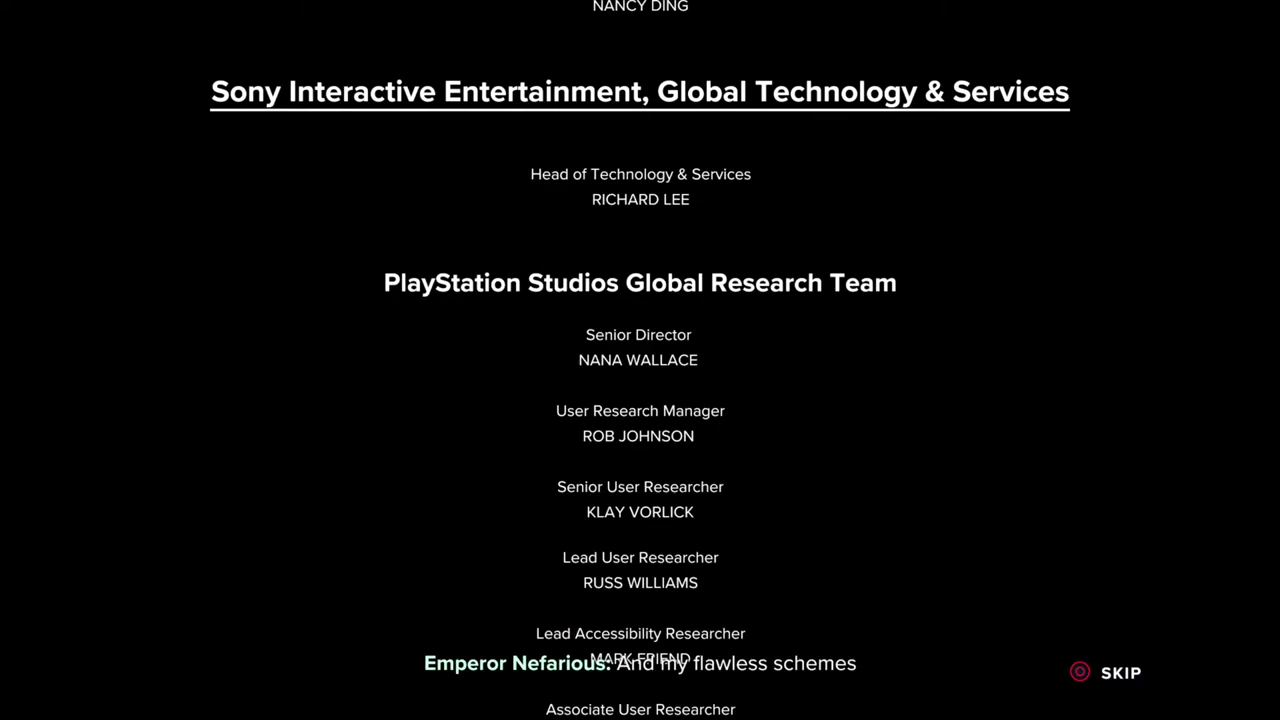 NANCY DING
Sony Interactive Entertainment, Global Technology & Services
Head of Technology & Services
RICHARD LEE
PlayStation Studios Global Research Team
Senior Director
NANA WALLACE
User Research Manager
ROB JOHNSON
Senior User Researcher
KLAY VORLICK
Lead User Researcher
RUSS WILLIAMS
Lead Accessibility Researcher
MARK FRIEND
Emperor Nefarious: And my flawless schemes
SKIP
Associate User Researcher